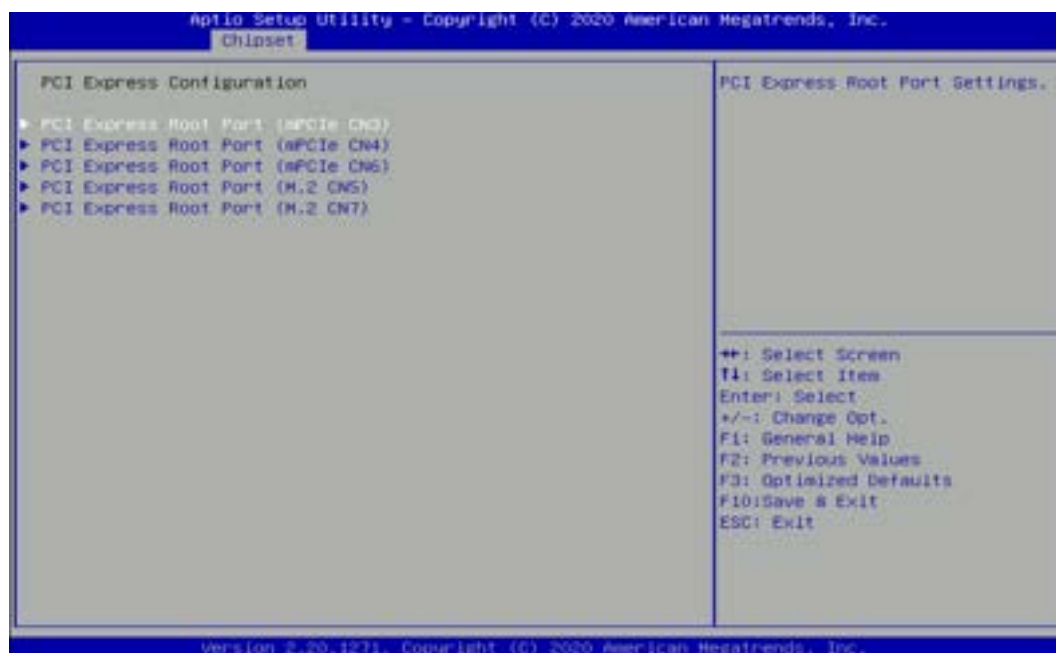 Aptio Setup Utility - Copyright (C) 2020 American Megatrends, Inc.
Chipset
PCI Express Configuration
PCI Express Root Port (mPCIe CN3)
PCI Express Root Port (mPCIe CN4)
PCI Express Root Port (mPCIe CN6)
PCI Express Root Port (M.2 CN5)
PCI Express Root Port (M.2 CN7)
PCI Express Root Port Settings.
→←: Select Screen
↑↓: Select Item
Enter: Select
+/-: Change Opt.
F1: General Help
F2: Previous Values
F3: Optimized Defaults
F10:Save & Exit
ESC: Exit
Version 2.20.1271. Copyright (C) 2020 American Megatrends, Inc.